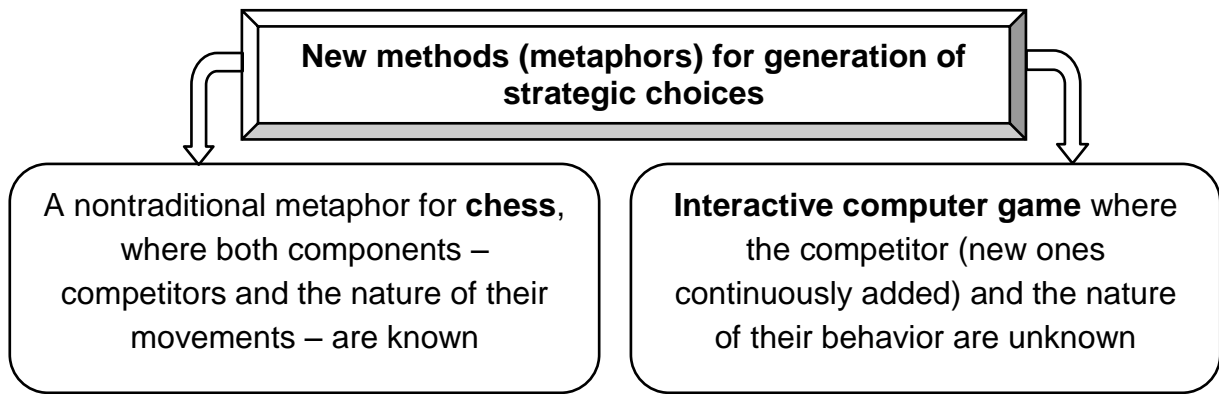 New methods (metaphors) for generation of
strategic choices
A nontraditional metaphor for chess,
where both components –
competitors and the nature of their
movements – are known
Interactive computer game where
the competitor (new ones
continuously added) and the nature
of their behavior are unknown